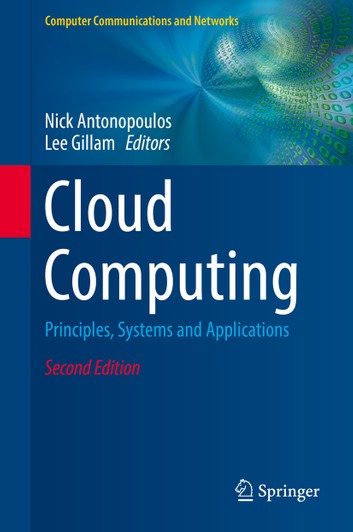 Computer Communications and Networks
Nick Antonopoulos
Lee Gillam Editors
Cloud
Computing
Principles, Systems and Applications
Second Edition
Springer